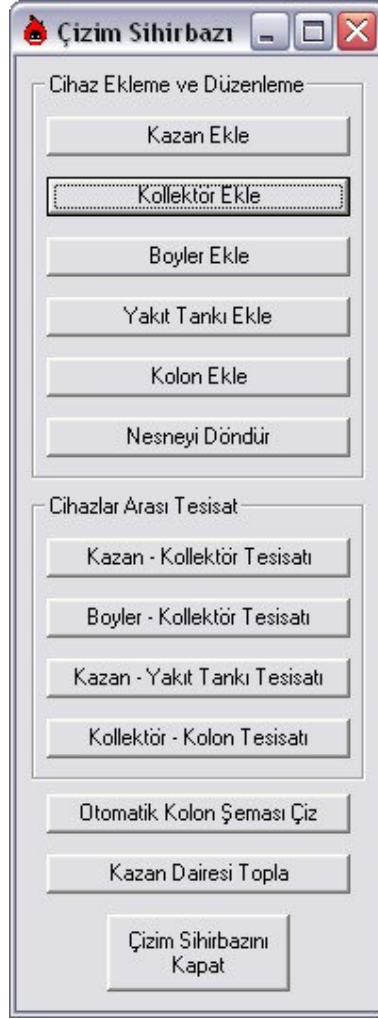 Çizim Sihirbazı
Cihaz Ekleme ve Düzenleme
Kazan Ekle
Kollektör Ekle
Boyler Ekle
Yakıt Tankı Ekle
Kolon Ekle
Nesneyi Döndür
Cihazlar Arası Tesisat
Kazan - Kollektör Tesisatı
Boyler - Kollektör Tesisatı
Kazan - Yakıt Tankı Tesisatı
Kollektör - Kolon Tesisatı
Otomatik Kolon Şeması Çiz
Kazan Dairesi Topla
Çizim Sihirbazını
Kapat